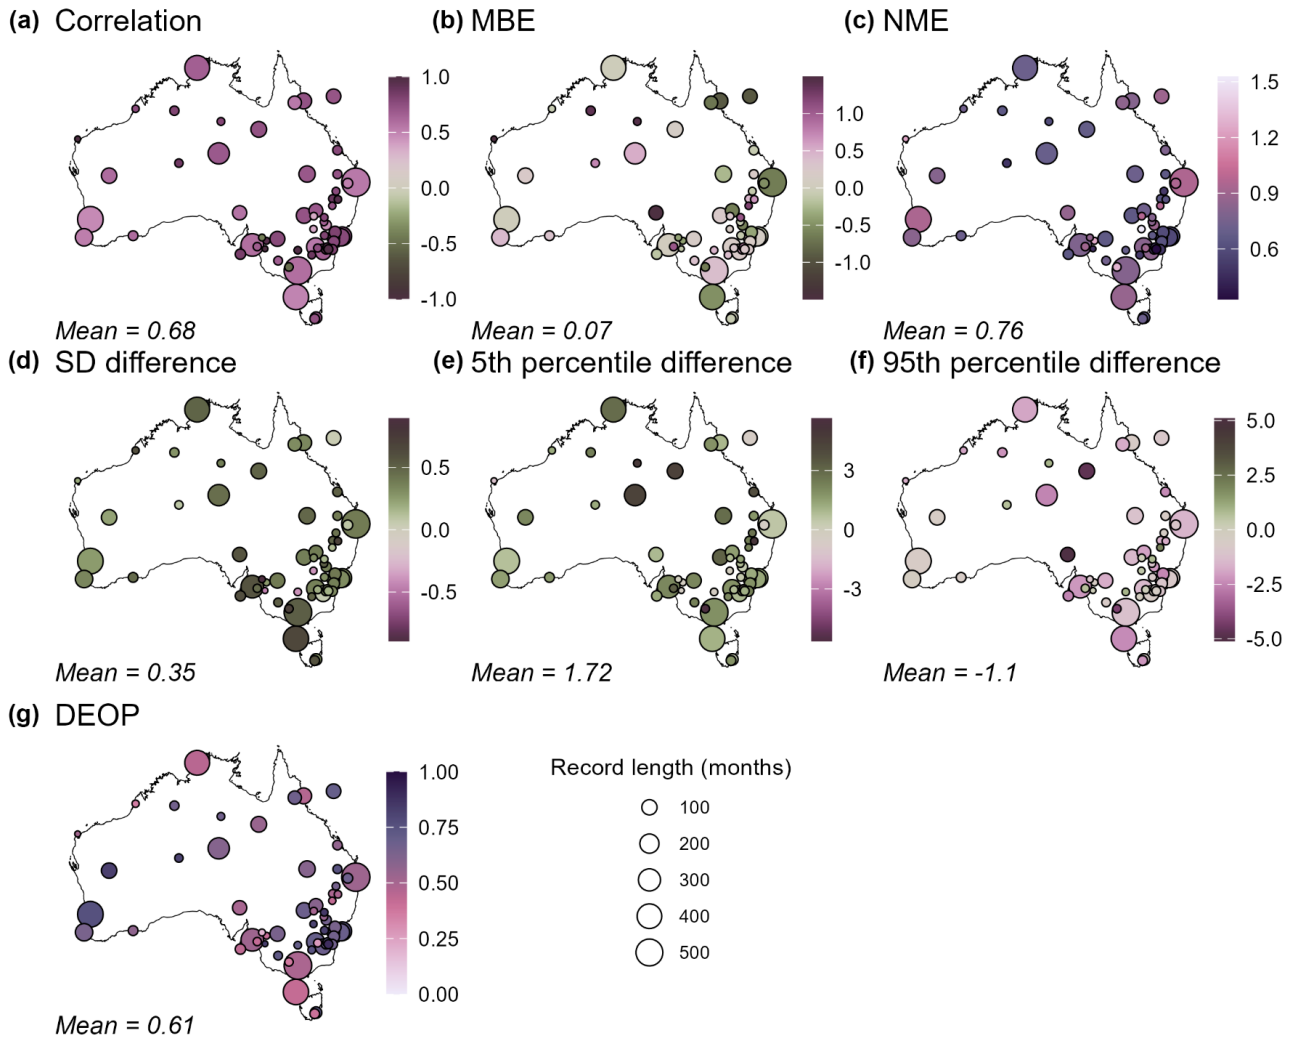 (a) Correlation
(b) MBE
(c) NME
1.0
0.5
0.0
-0.5
-1.0
1.0
0.5
0.0
-0.5
-1.0
1.5
1.2
0.9
0.6
Mean = 0.68
Mean = 0.07
Mean = 0.76
(d) SD difference
(e) 5th percentile difference
(f) 95th percentile difference
0.5
0.0
-0.5
3
0
-3
5.0
2.5
0.0
-2.5
-5.0
Mean = 0.35
Mean = 1.72
Mean = -1.1
(g) DEOP
1.00
0.75
0.50
0.25
0.00
Record length (months)
100
200
300
400
500
Mean = 0.61